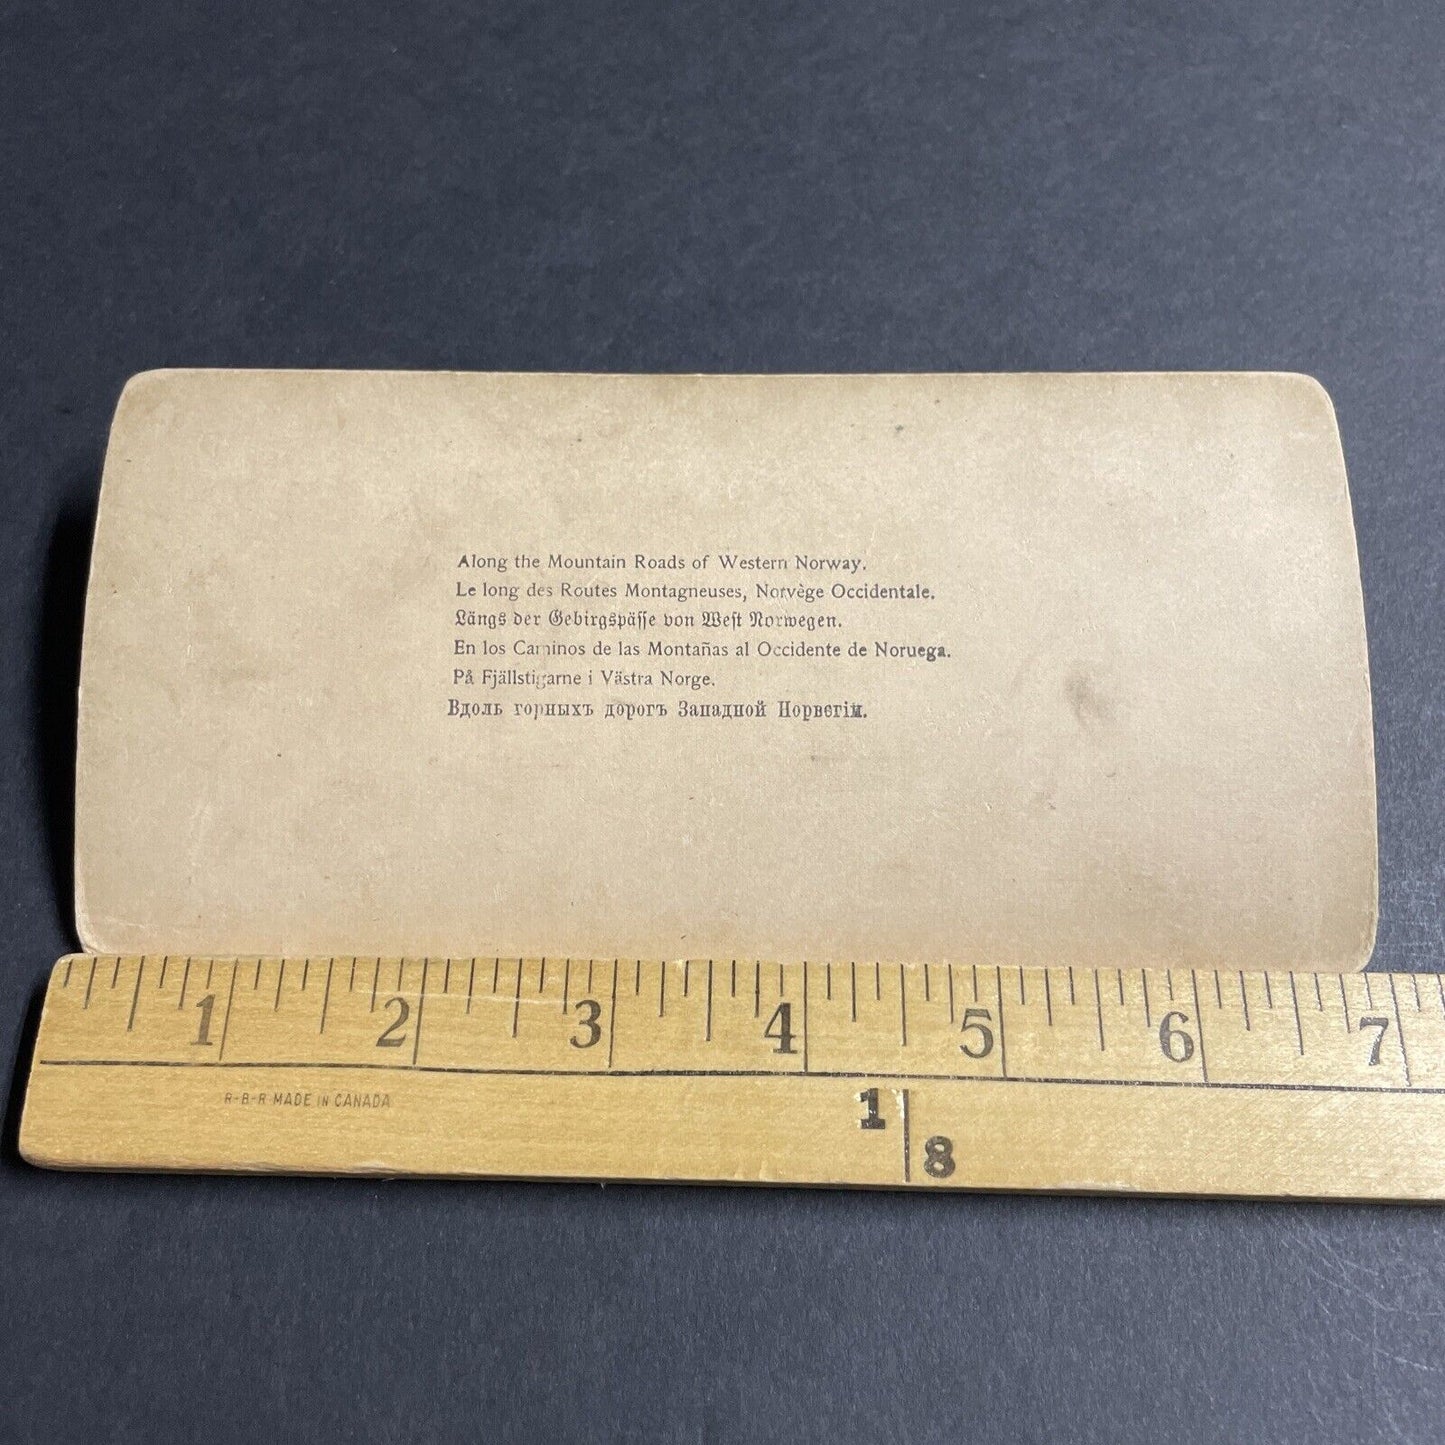 Along the Mountain Roads of Western Norway.
Le long des Routes Montagneuses, Norvège Occidentale.
Längs der Gebirgspässe von West Norwegen.
En los Caminos de las Montañas al Occidente de Noruega.
På Fjällstigarne i Västra Norge.
Вдоль горныхъ дорогъ Западной Норвегіи.
1 2 3 4 5 6 7
R-B-R MADE IN CANADA
1
8